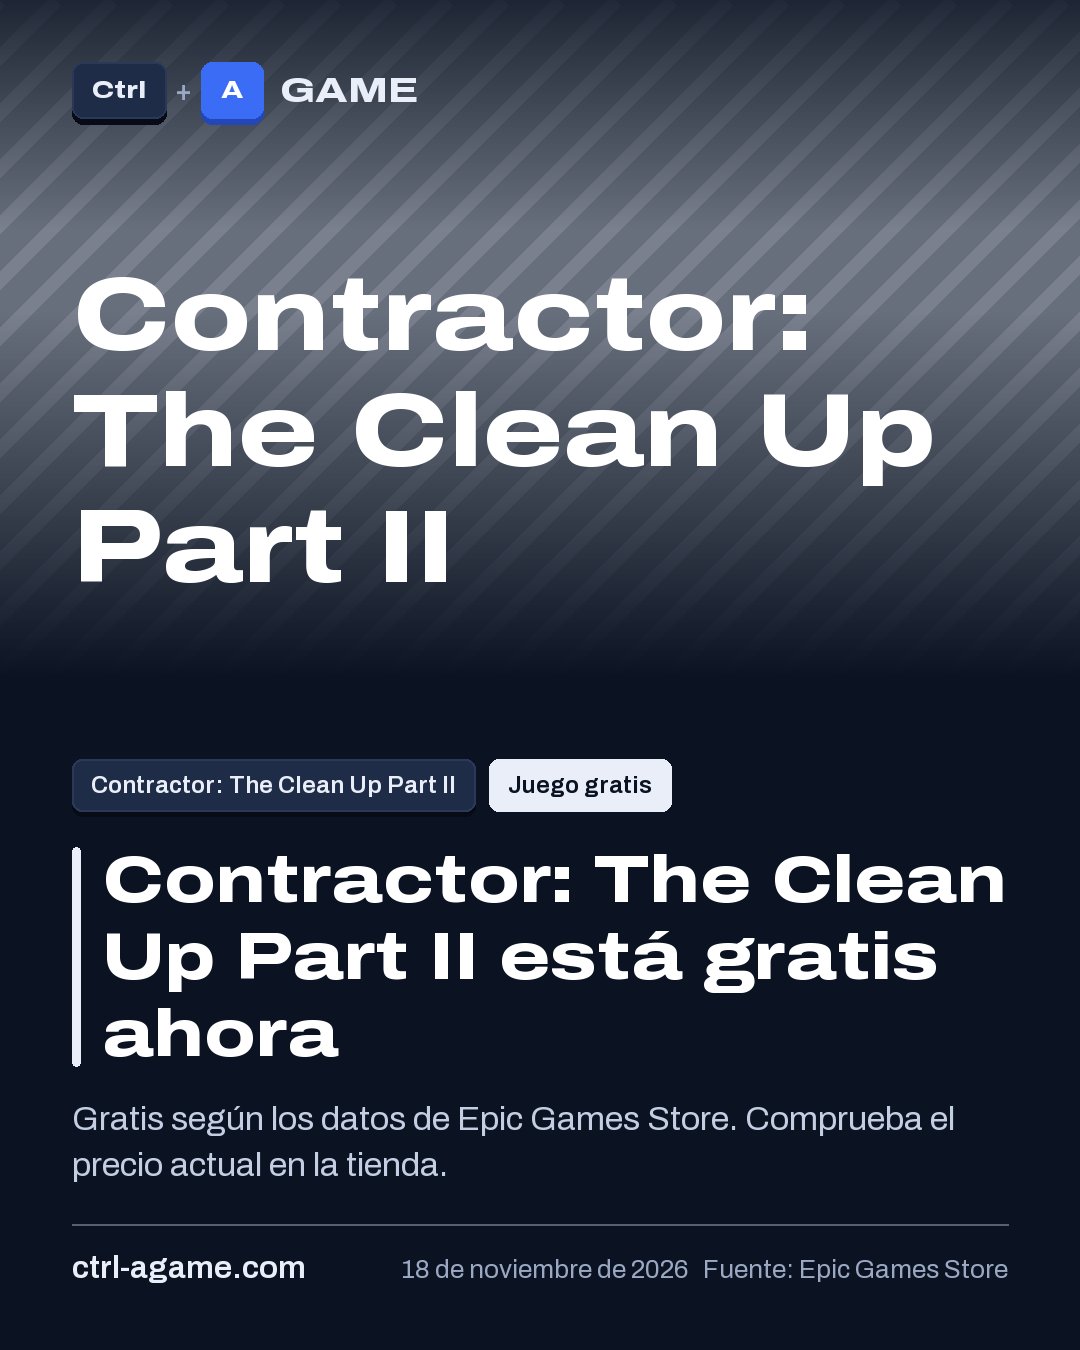 Ctrl + A GAME
Contractor:
The Clean Up
Part II
Contractor: The Clean Up Part II
Juego gratis
Contractor: The Clean
Up Part II está gratis
ahora
Gratis según los datos de Epic Games Store. Comprueba el
precio actual en la tienda.
ctrl-agame.com
18 de noviembre de 2026 Fuente: Epic Games Store